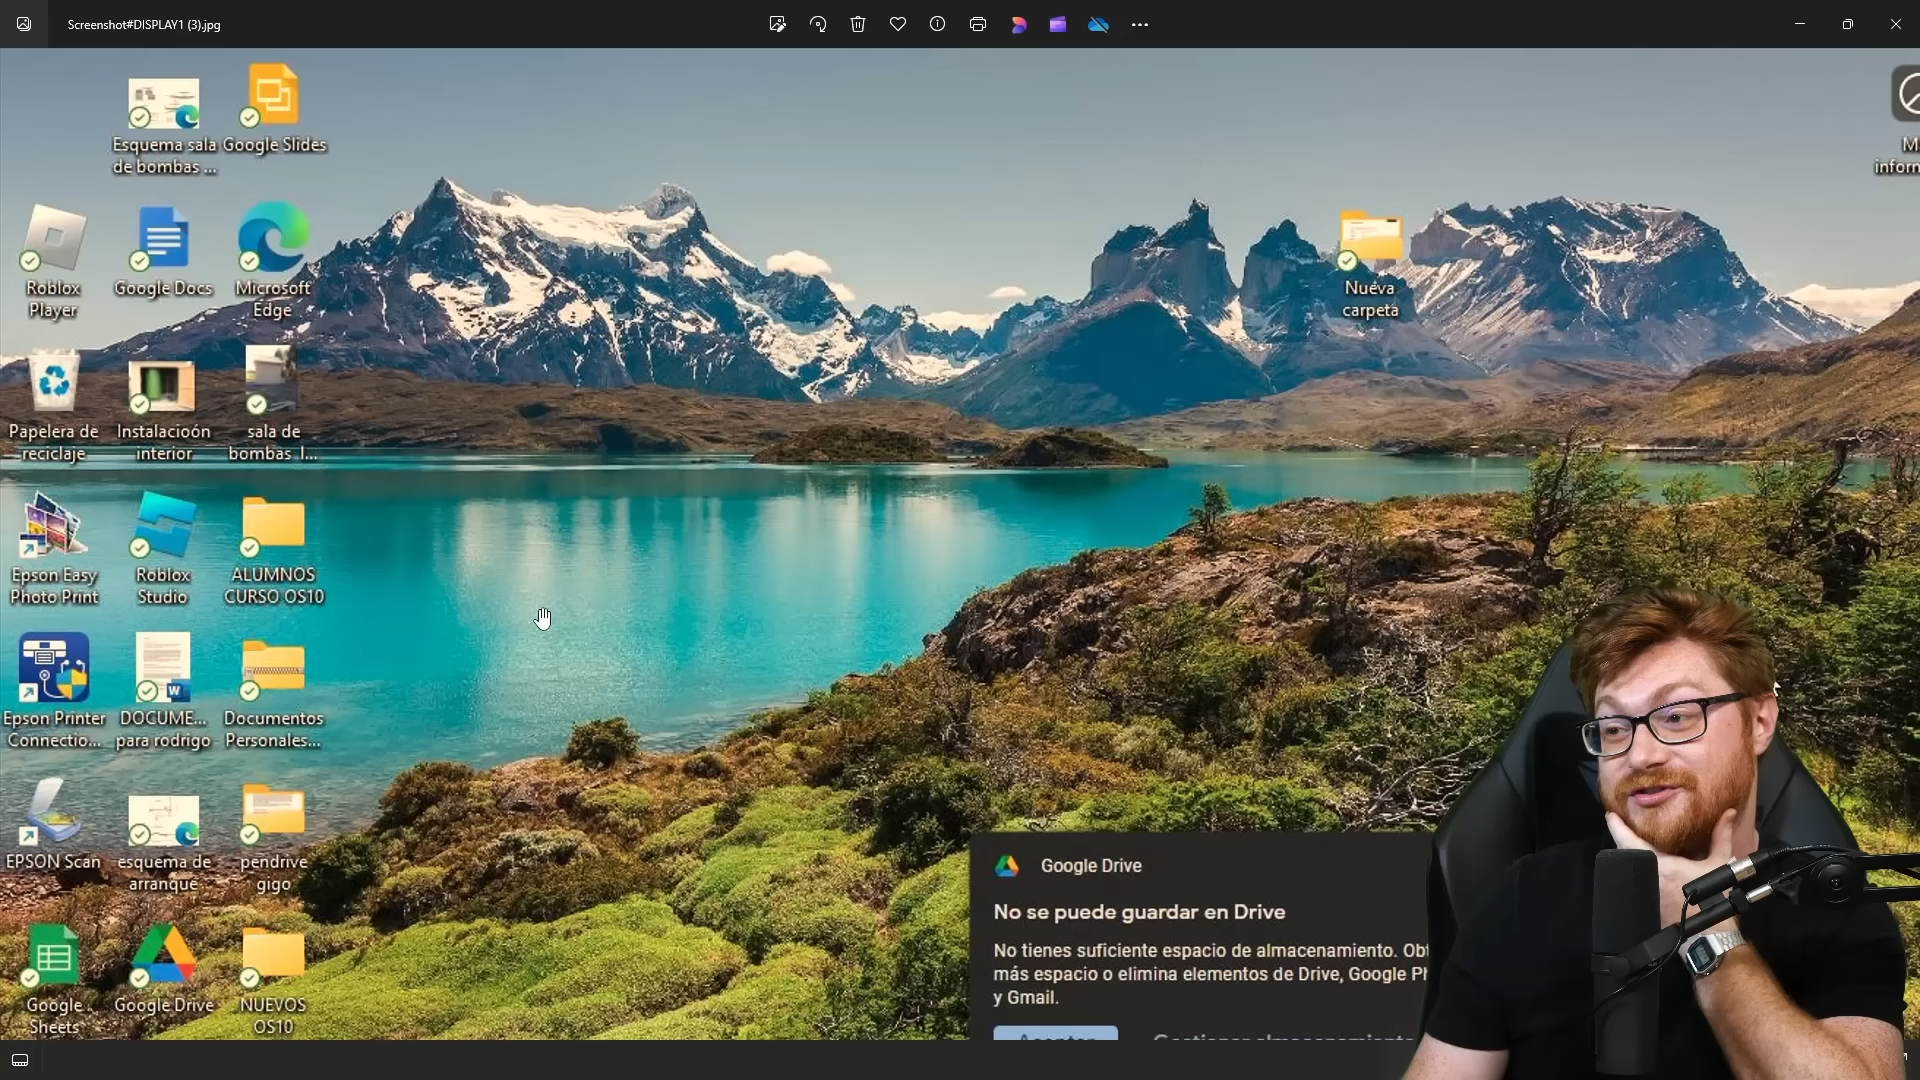 Screenshot#DISPLAY1 (3).jpg
Esquema sala
de bombas ...
Google Slides
Roblox
Player
Google Docs
Microsoft
Edge
Nueva
carpeta
Papelera de
reciclaje
Instalacioón
interior
sala de
bombas I...
Epson Easy
Photo Print
Roblox
Studio
ALUMNOS
CURSO OS10
Epson Printer
Connectio...
DOCUME...
para rodrigo
Documentos
Personales...
EPSON Scan
esquema de
arranque
pendrive
gigo
Google
Sheets
Google Drive
NUEVOS
OS10
Google Drive
No se puede guardar en Drive
No tienes suficiente espacio de almacenamiento. Obt
más espacio o elimina elementos de Drive, Google Ph
y Gmail.